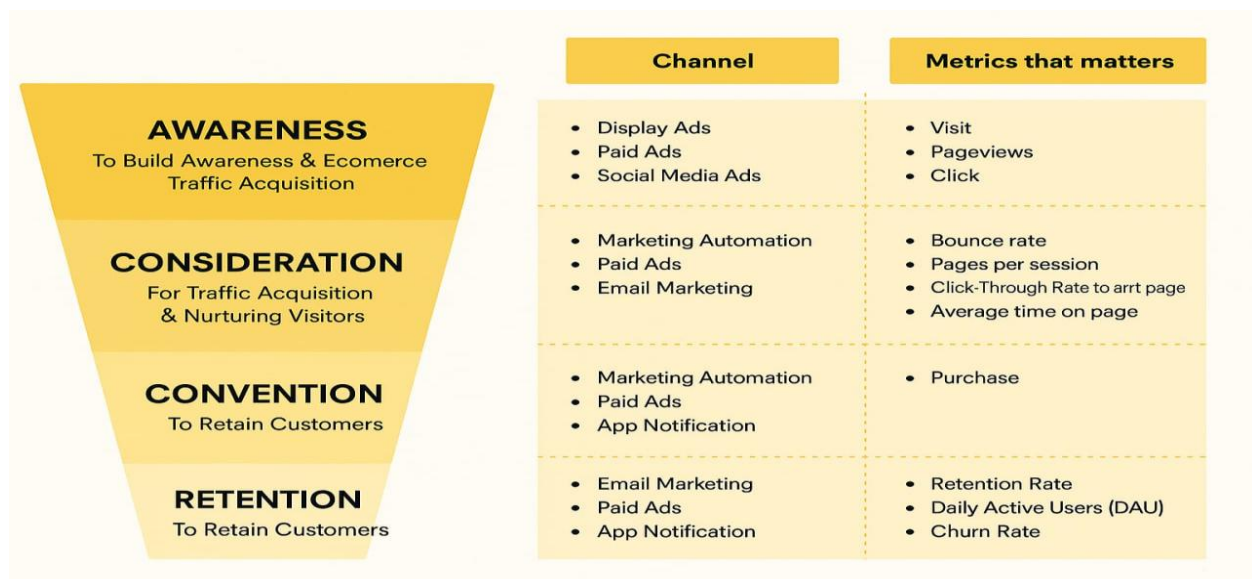 Channel
Metrics that matters
AWARENESS
To Build Awareness & Ecomerce
Traffic Acquisition
• Display Ads
• Paid Ads
• Social Media Ads
• Visit
• Pageviews
• Click
CONSIDERATION
For Traffic Acquisition
& Nurturing Visitors
• Marketing Automation
• Paid Ads
• Email Marketing
• Bounce rate
• Pages per session
• Click-Through Rate to arrt page
• Average time on page
CONVENTION
To Retain Customers
• Marketing Automation
• Paid Ads
• App Notification
• Purchase
RETENTION
To Retain Customers
• Email Marketing
• Paid Ads
• App Notification
• Retention Rate
• Daily Active Users (DAU)
• Churn Rate